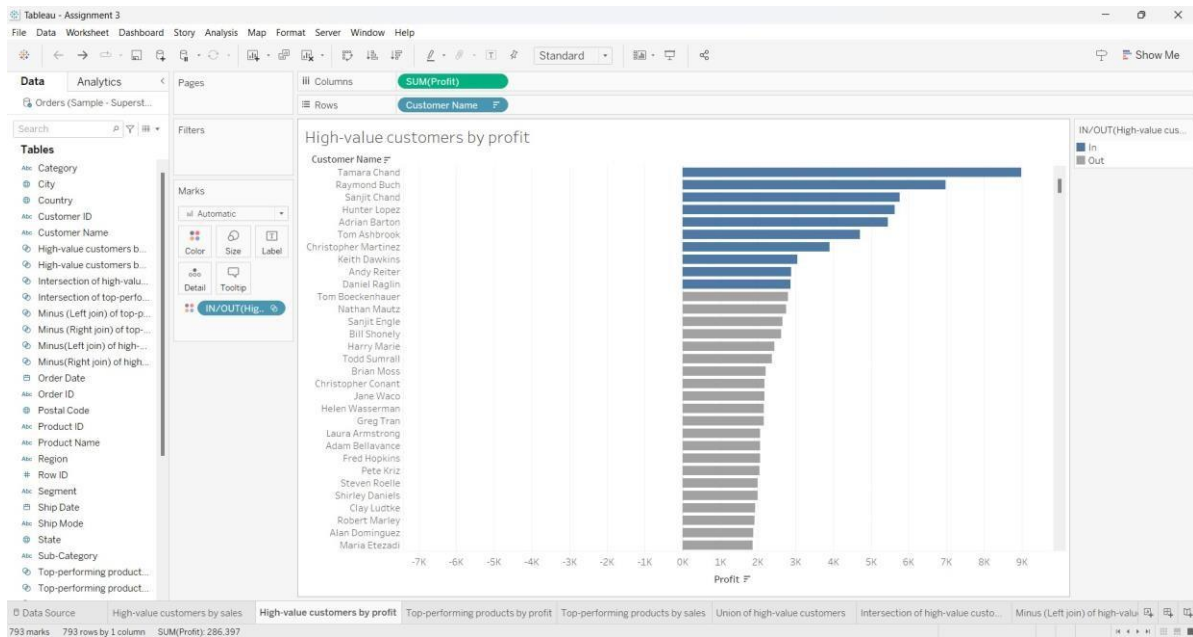 Tableau - Assignment 3
File Data Worksheet Dashboard Story Analysis Map Format Server Window Help
Standard
Show Me
Data
Analytics
Pages
Columns
SUM(Profit)
Orders (Sample - Superst...
Rows
Customer Name
Search
Filters
High-value customers by profit
IN/OUT(High-value cus...
In
Out
Tables
Category
City
Country
Customer ID
Customer Name
High-value customers b...
High-value customers b...
Intersection of high-valu...
Intersection of top-perfo...
Minus (Left join) of top-p...
Minus (Right join) of top-...
Minus(Left join) of high-...
Minus(Right join) of high...
Order Date
Order ID
Postal Code
Product ID
Product Name
Region
Row ID
Segment
Ship Date
Ship Mode
State
Sub-Category
Top-performing product...
Top-performing product...
Marks
Automatic
Color Size Label
Detail Tooltip
IN/OUT(Hig..
Customer Name
Tamara Chand
Raymond Buch
Sanjit Chand
Hunter Lopez
Adrian Barton
Tom Ashbrook
Christopher Martinez
Keith Dawkins
Andy Reiter
Daniel Raglin
Tom Boeckenhauer
Nathan Mautz
Sanjit Engle
Bill Shonely
Harry Marie
Todd Sumrall
Brian Moss
Christopher Conant
Jane Waco
Helen Wasserman
Greg Tran
Laura Armstrong
Adam Bellavance
Fred Hopkins
Pete Kriz
Steven Roelle
Shirley Daniels
Clay Ludtke
Robert Marley
Alan Dominguez
Maria Etezadi
-7K -6K -5K -4K -3K -2K -1K 0K 1K 2K 3K 4K 5K 6K 7K 8K 9K
Profit
Data Source High-value customers by sales High-value customers by profit Top-performing products by profit Top-performing products by sales Union of high-value customers Intersection of high-value custo... Minus (Left join) of high-valu
793 marks 793 rows by 1 column SUM(Profit): 286,397